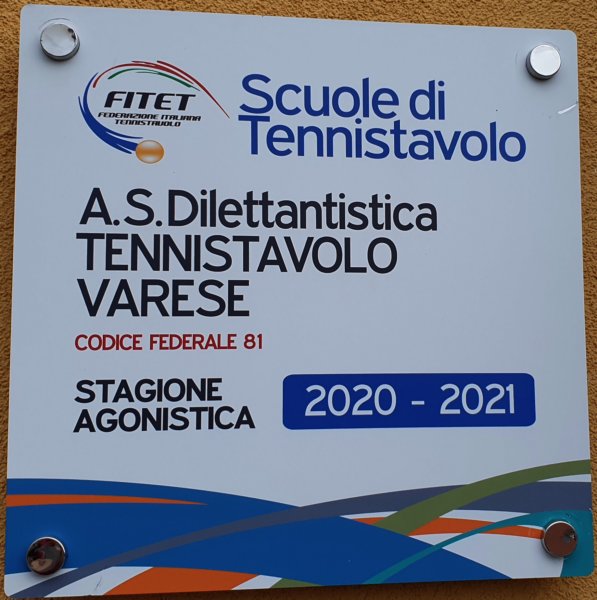 FITET
FEDERAZIONE ITALIANA
TENNISTAVOLO
Scuole di
Tennistavolo
A.S.Dilettantistica
TENNISTAVOLO
VARESE
CODICE FEDERALE 81
STAGIONE
AGONISTICA
2020 - 2021